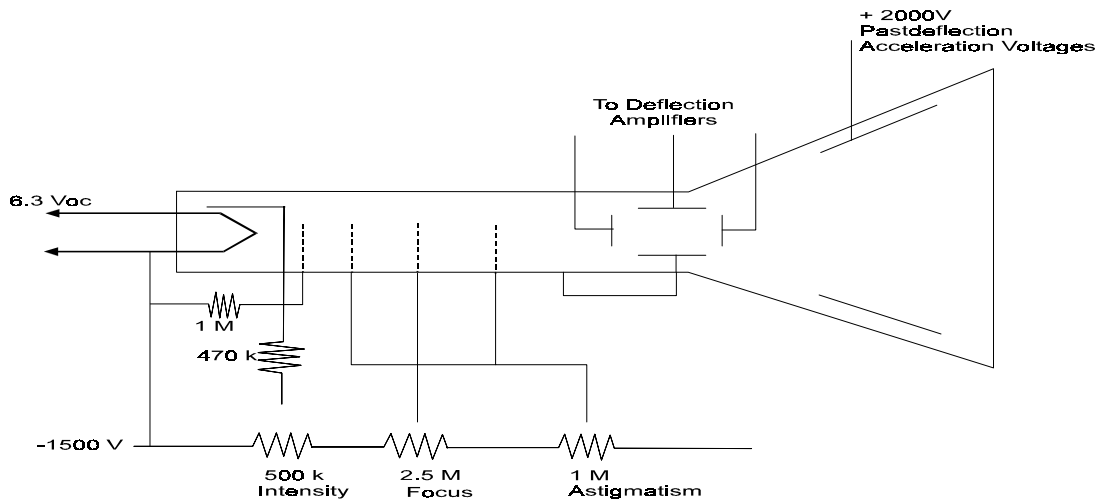 + 2000V
Pastdeflection
Acceleration Voltages
To Deflection
Amplifiers
6.3 Vac
1 M
470 k
-1500 V
500 k
Intensity
2.5 M
Focus
1 M
Astigmatism